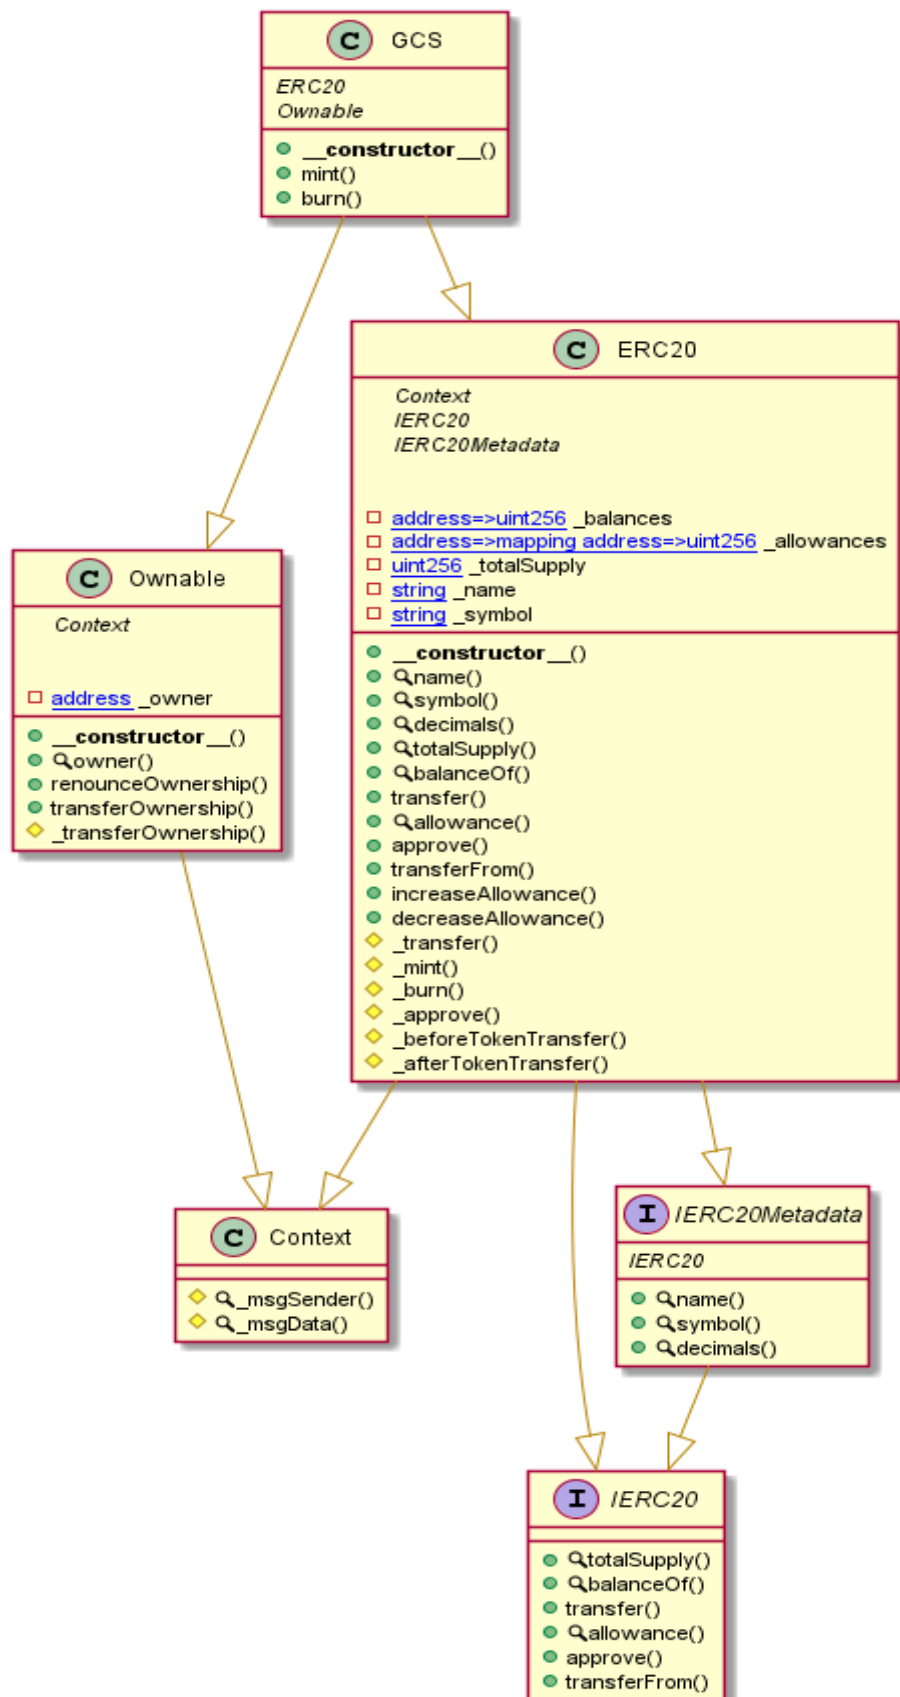 C GCS
ERC20
Ownable
__constructor__()
mint()
burn()
C ERC20
Context
IERC20
IERC20Metadata
address=>uint256 _balances
address=>mapping address=>uint256 _allowances
uint256 _totalSupply
string _name
string _symbol
__constructor__()
name()
symbol()
decimals()
totalSupply()
balanceOf()
transfer()
allowance()
approve()
transferFrom()
increaseAllowance()
decreaseAllowance()
_transfer()
_mint()
_burn()
_approve()
_beforeTokenTransfer()
_afterTokenTransfer()
C Ownable
Context
address _owner
__constructor__()
owner()
renounceOwnership()
transferOwnership()
_transferOwnership()
C Context
_msgSender()
_msgData()
I IERC20Metadata
IERC20
name()
symbol()
decimals()
I IERC20
totalSupply()
balanceOf()
transfer()
allowance()
approve()
transferFrom()